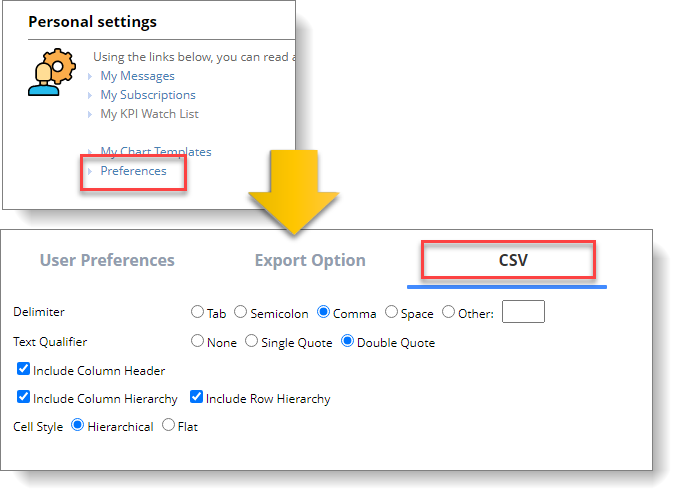 Personal settings
Using the links below, you can read a
My Messages
My Subscriptions
My KPI Watch List
My Chart Templates
Preferences
User Preferences Export Option CSV
Delimiter Tab Semicolon Comma Space Other:
Text Qualifier None Single Quote Double Quote
Include Column Header
Include Column Hierarchy Include Row Hierarchy
Cell Style Hierarchical Flat